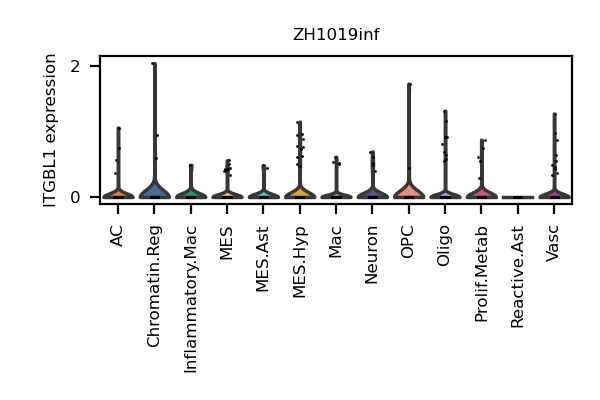 ZH1019inf
ITGBL1 expression
2
0
AC
Chromatin.Reg
Inflammatory.Mac
MES
MES.Ast
MES.Hyp
Mac
Neuron
OPC
Oligo
Prolif.Metab
Reactive.Ast
Vasc